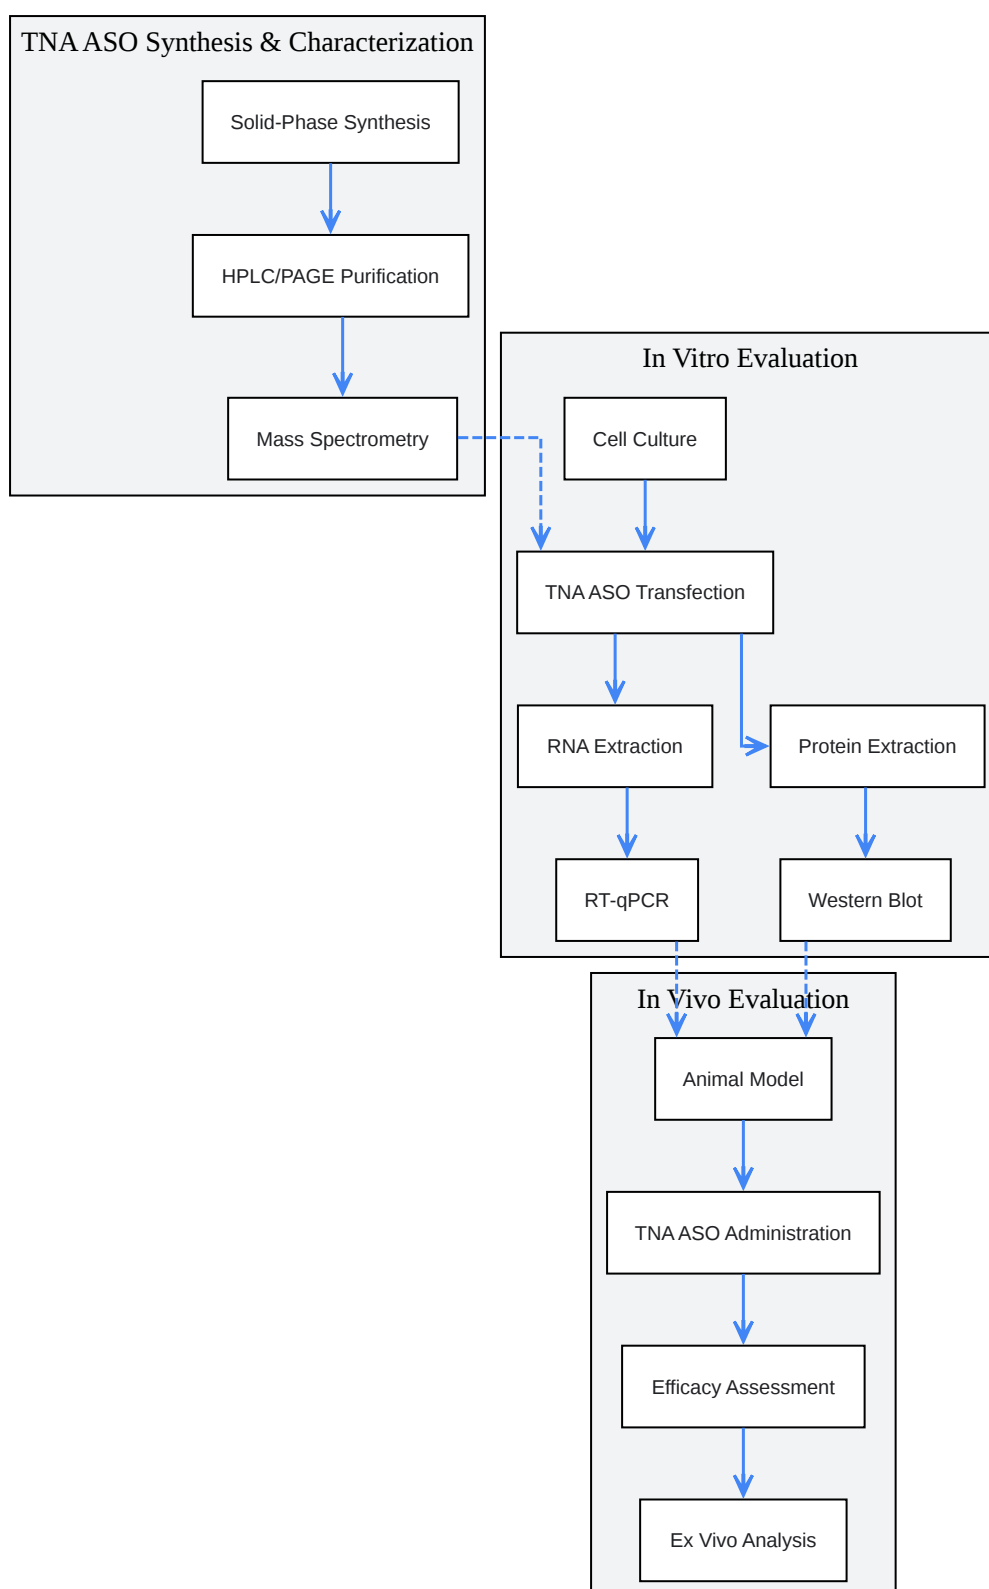 TNA ASO Synthesis & Characterization
Solid-Phase Synthesis
HPLC/PAGE Purification
Mass Spectrometry
In Vitro Evaluation
Cell Culture
TNA ASO Transfection
RNA Extraction
Protein Extraction
RT-qPCR
Western Blot
In Vivo Evaluation
Animal Model
TNA ASO Administration
Efficacy Assessment
Ex Vivo Analysis